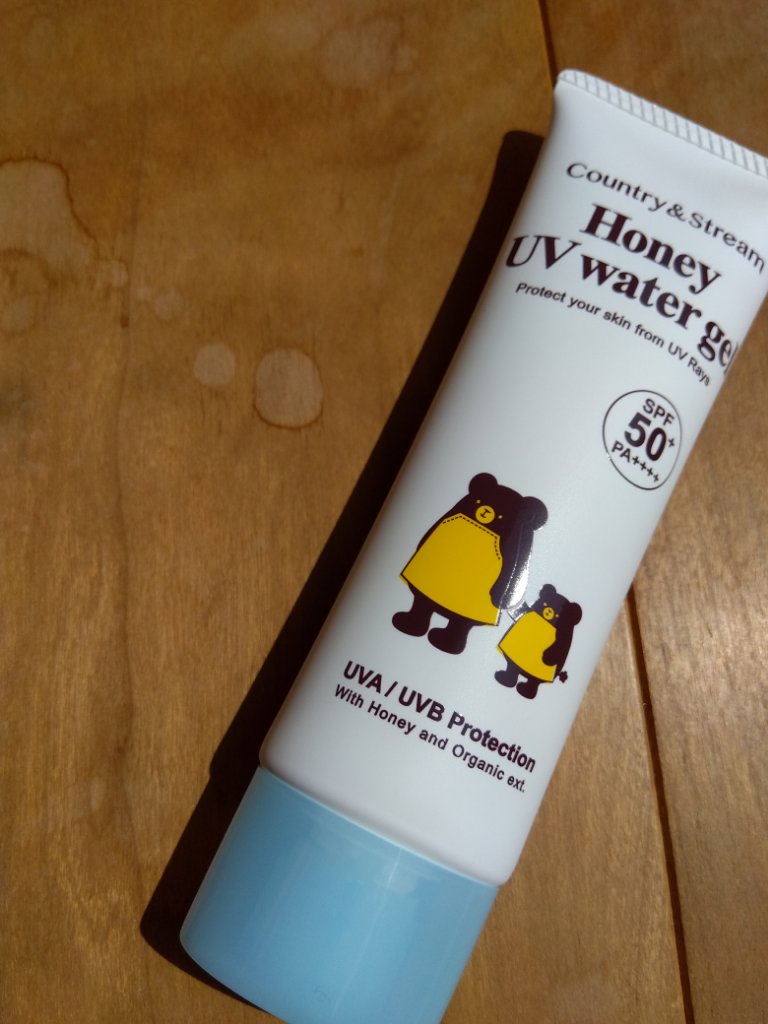 Country&Stream
Honey
UV water gel
Protect your skin from UV Rays
SPF
50+
PA++++
UVA / UVB Protection
With Honey and Organic ext.